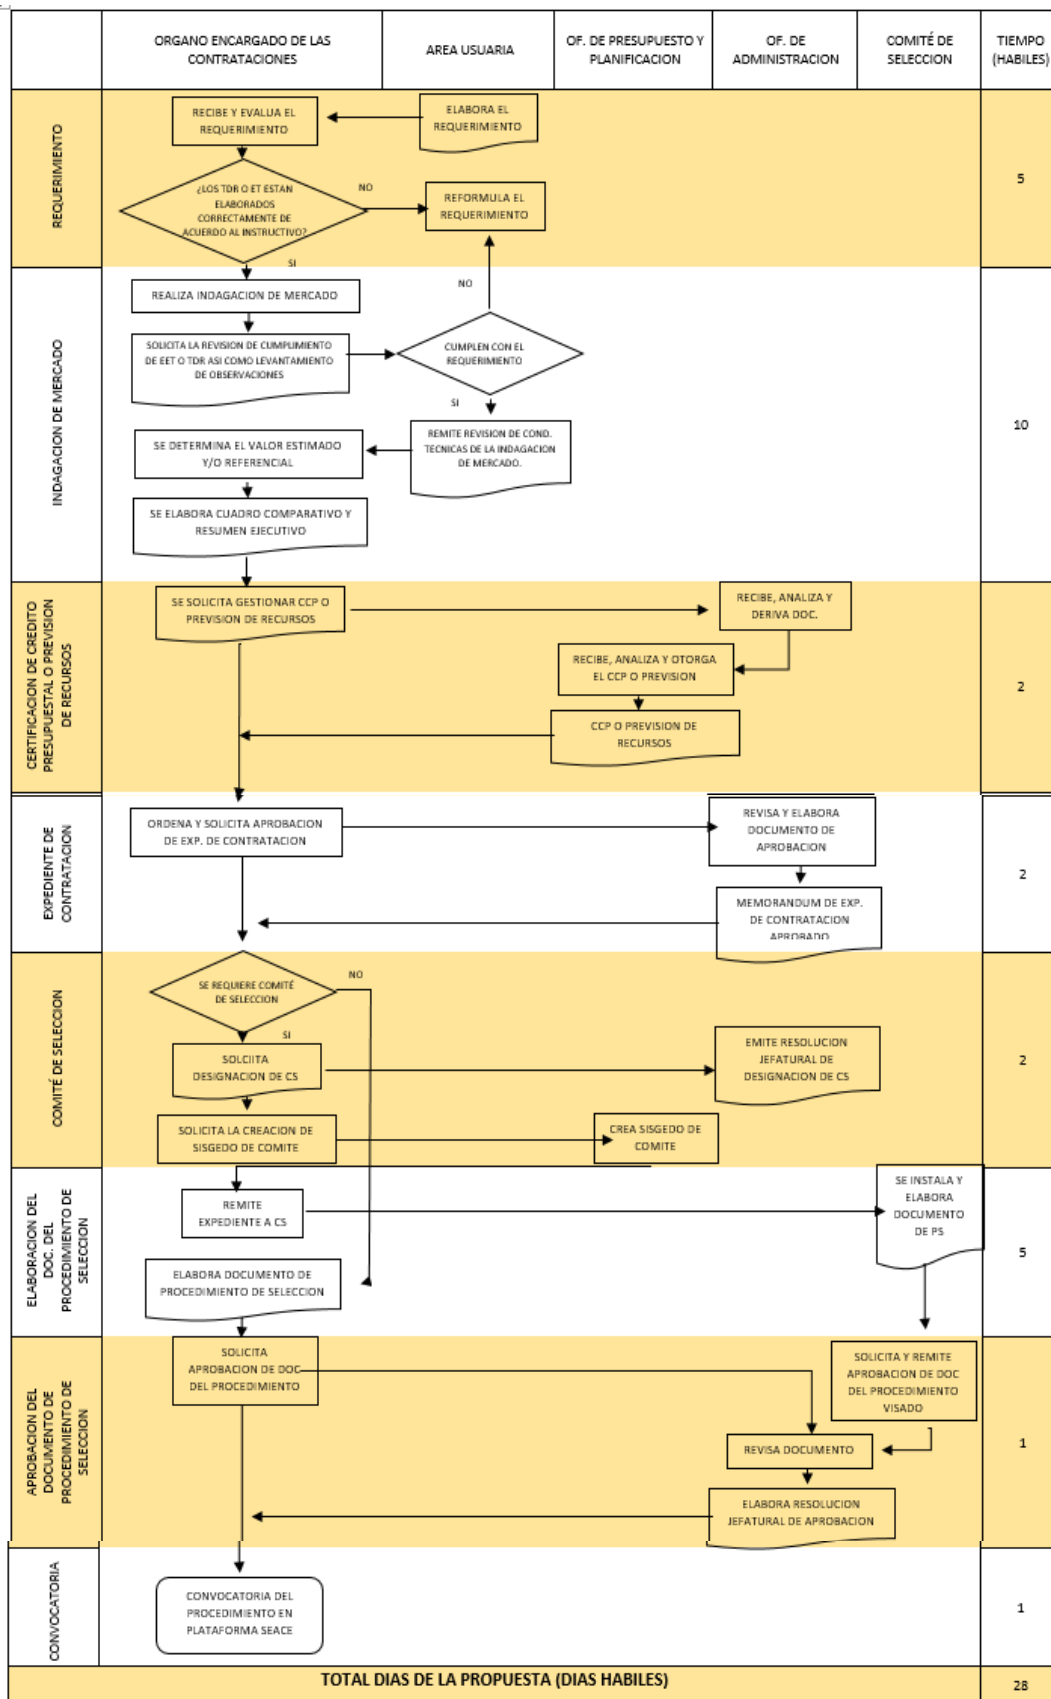 ORGANO ENCARGADO DE LAS
CONTRATACIONES
AREA USUARIA
OF. DE PRESUPUESTO Y
PLANIFICACION
OF. DE
ADMINISTRACION
COMITÉ DE
SELECCION
TIEMPO
(HABILES)
REQUERIMIENTO
RECIBE Y EVALUA EL
REQUERIMIENTO
ELABORA EL
REQUERIMIENTO
¿LOS TDR O ET ESTAN
ELABORADOS
CORRECTAMENTE DE
ACUERDO AL INSTRUCTIVO?
NO
REFORMULA EL
REQUERIMIENTO
SI
5
INDAGACION DE MERCADO
REALIZA INDAGACION DE MERCADO
NO
SOLICITA LA REVISION DE CUMPLIMIENTO
DE EET O TDR ASI COMO LEVANTAMIENTO
DE OBSERVACIONES
CUMPLEN CON EL
REQUERIMIENTO
SI
REMITE REVISION DE COND.
TECNICAS DE LA INDAGACION
DE MERCADO.
SE DETERMINA EL VALOR ESTIMADO
Y/O REFERENCIAL
SE ELABORA CUADRO COMPARATIVO Y
RESUMEN EJECUTIVO
10
CERTIFICACION DE CREDITO
PRESUPUESTAL O PREVISION
DE RECURSOS
SE SOLICITA GESTIONAR CCP O
PREVISION DE RECURSOS
RECIBE, ANALIZA Y
DERIVA DOC.
RECIBE, ANALIZA Y OTORGA
EL CCP O PREVISION
CCP O PREVISION DE
RECURSOS
2
EXPEDIENTE DE
CONTRATACION
ORDENA Y SOLICITA APROBACION
DE EXP. DE CONTRATACION
REVISA Y ELABORA
DOCUMENTO DE
APROBACION
MEMORANDUM DE EXP.
DE CONTRATACION
APROBADO
2
COMITÉ DE SELECCION
SE REQUIERE COMITÉ
DE SELECCION
NO
SI
SOLCIITA
DESIGNACION DE CS
EMITE RESOLUCION
JEFATURAL DE
DESIGNACION DE CS
SOLICITA LA CREACION DE
SISGEDO DE COMITE
CREA SISGEDO DE
COMITE
2
ELABORACION DEL
DOC. DEL
PROCEDIMIENTO DE
SELECCION
REMITE
EXPEDIENTE A CS
SE INSTALA Y
ELABORA
DOCUMENTO
DE PS
ELABORA DOCUMENTO DE
PROCEDIMIENTO DE SELECCION
5
APROBACION DEL
DOCUMENTO DE
PROCEDIMIENTO DE
SELECCION
SOLICITA
APROBACION DE DOC
DEL PROCEDIMIENTO
SOLICITA Y REMITE
APROBACION DE DOC
DEL PROCEDIMIENTO
VISADO
REVISA DOCUMENTO
ELABORA RESOLUCION
JEFATURAL DE APROBACION
1
CONVOCATORIA
CONVOCATORIA DEL
PROCEDIMIENTO EN
PLATAFORMA SEACE
1
TOTAL DIAS DE LA PROPUESTA (DIAS HABILES)
28